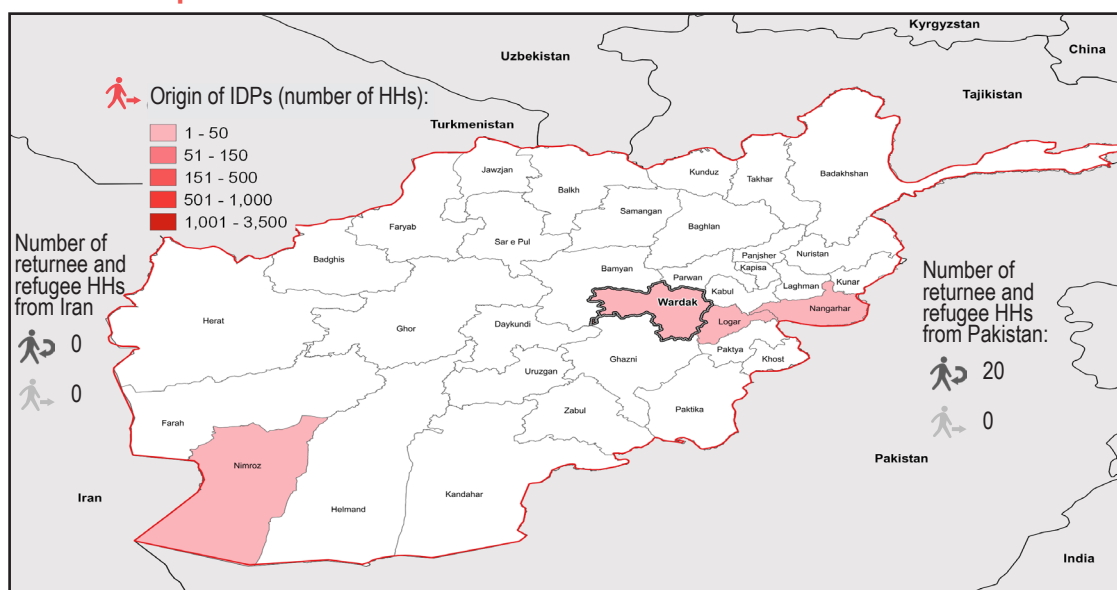 Kyrgyzstan
Uzbekistan
China
Tajikistan
Origin of IDPs (number of HHs):
Turkmenistan
1 - 50
51 - 150
151 - 500
501 - 1,000
1,001 - 3,500
Jawzjan
Balkh
Kunduz
Takhar
Badakhshan
Faryab
Samangan
Sar e Pul
Baghlan
Badghis
Panjsher
Nuristan
Bamyan
Parwan
Kapisa
Laghman
Kunar
Kabul
Wardak
Nangarhar
Herat
Ghor
Daykundi
Logar
Ghazni
Paktya
Khost
Uruzgan
Zabul
Paktika
Farah
Nimroz
Helmand
Kandahar
Number of
returnee and
refugee HHs
from Iran
0
0
Number of
returnee and
refugee HHs
from Pakistan:
20
0
Pakistan
Iran
India